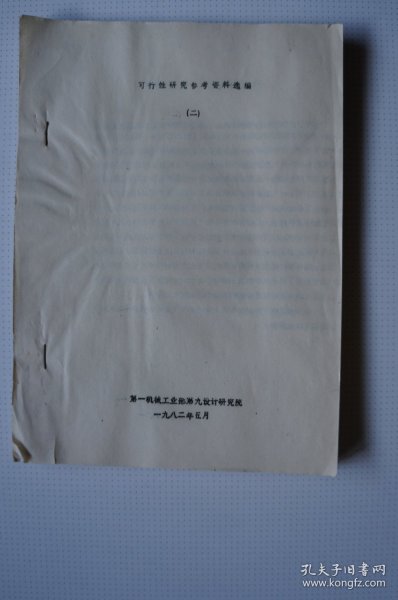 可行性研究参考资料选编
(二)
第一机械工业部第九设计研究院
一九八二年五月
孔夫子旧书网
www.kongfz.com